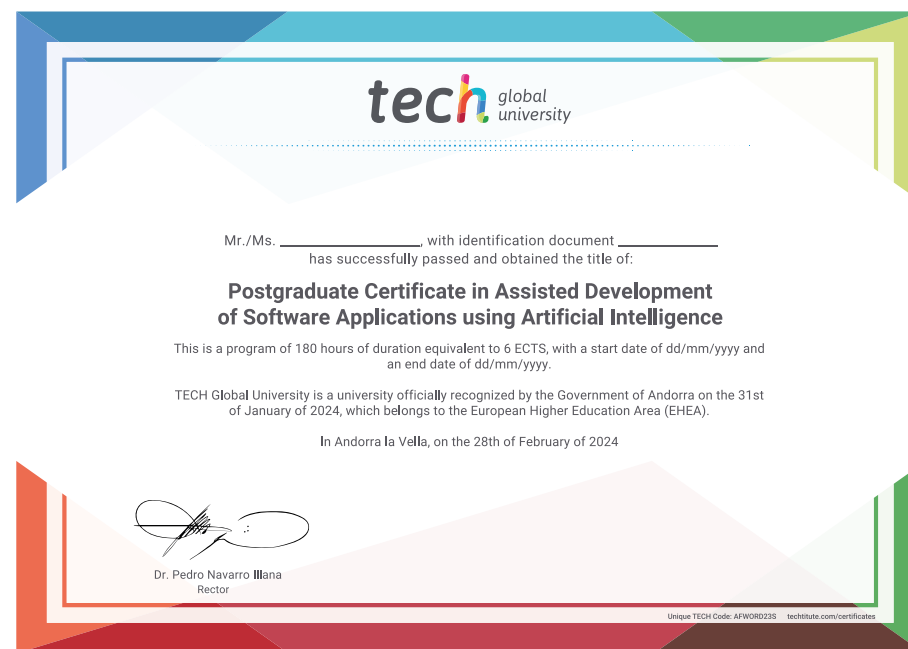 tech global university
Mr./Ms. ____________, with identification document ____________
has successfully passed and obtained the title of:
Postgraduate Certificate in Assisted Development
of Software Applications using Artificial Intelligence
This is a program of 180 hours of duration equivalent to 6 ECTS, with a start date of dd/mm/yyyy and
an end date of dd/mm/yyyy.
TECH Global University is a university officially recognized by the Government of Andorra on the 31st
of January of 2024, which belongs to the European Higher Education Area (EHEA).
In Andorra la Vella, on the 28th of February of 2024
Dr. Pedro Navarro Illana
Rector
Unique TECH Code: AFWORD23S techtitute.com/certificates